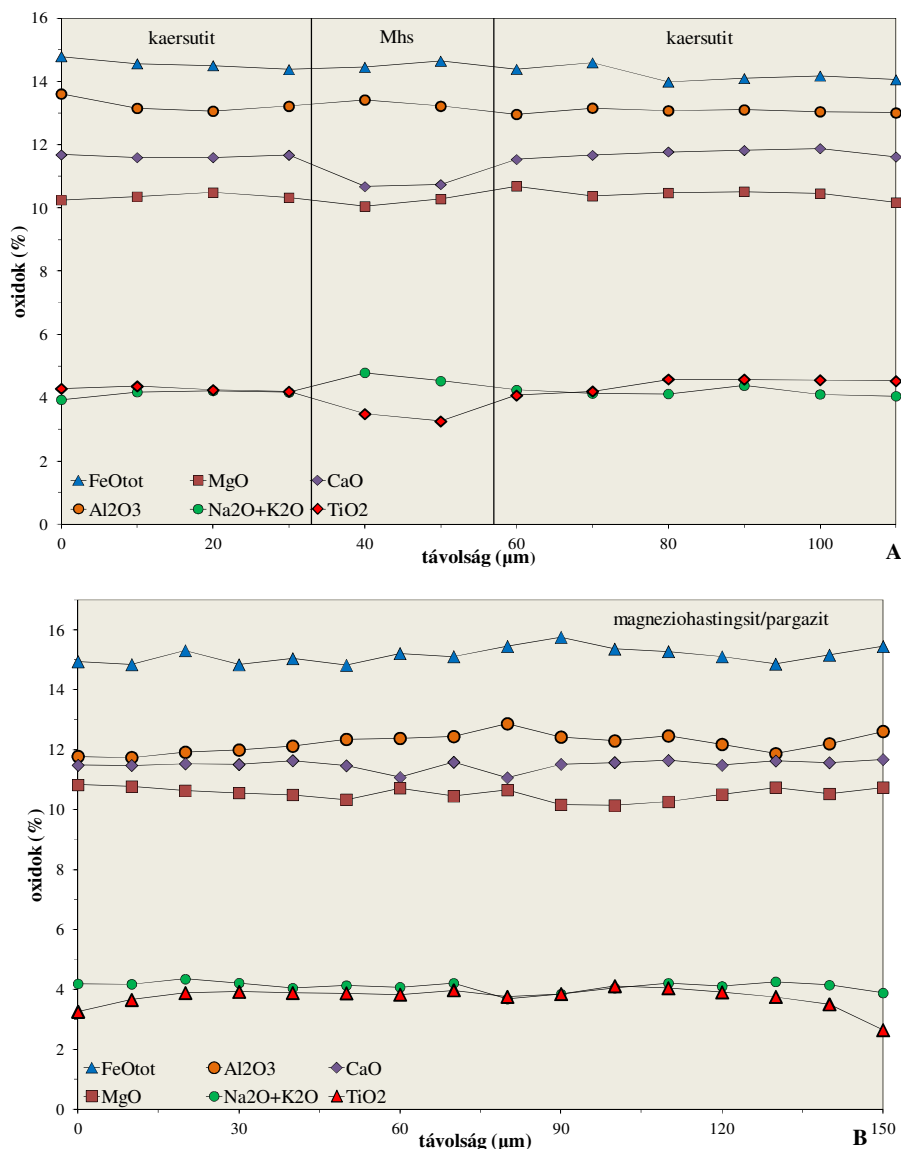 16
14
12
10
8
6
4
2
0
oxidok (%)
kaersutit
Mhs
kaersutit
FeOtot
MgO
CaO
Al2O3
Na2O+K2O
TiO2
0
20
40
60
80
100
távolság (µm)
A
16
14
12
10
8
6
4
2
0
oxidok (%)
magneziohastingsit/pargazit
FeOtot
Al2O3
CaO
MgO
Na2O+K2O
TiO2
0
30
60
90
120
150
távolság (µm)
B